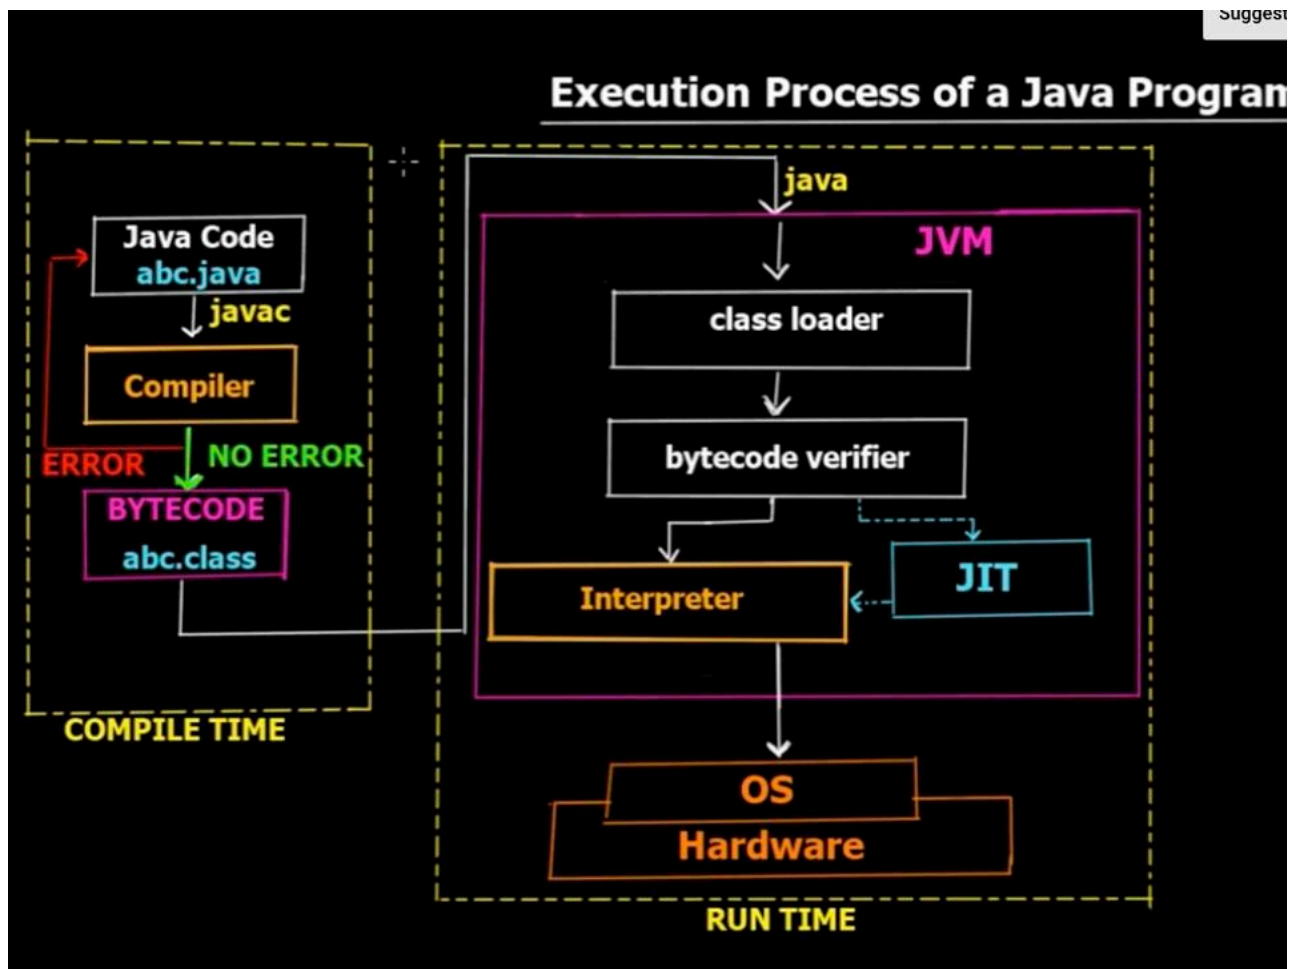 Suggest
Execution Process of a Java Program
java
Java Code
abc.java
javac
Compiler
ERROR
NO ERROR
BYTECODE
abc.class
COMPILE TIME
JVM
class loader
bytecode verifier
Interpreter
JIT
OS
Hardware
RUN TIME